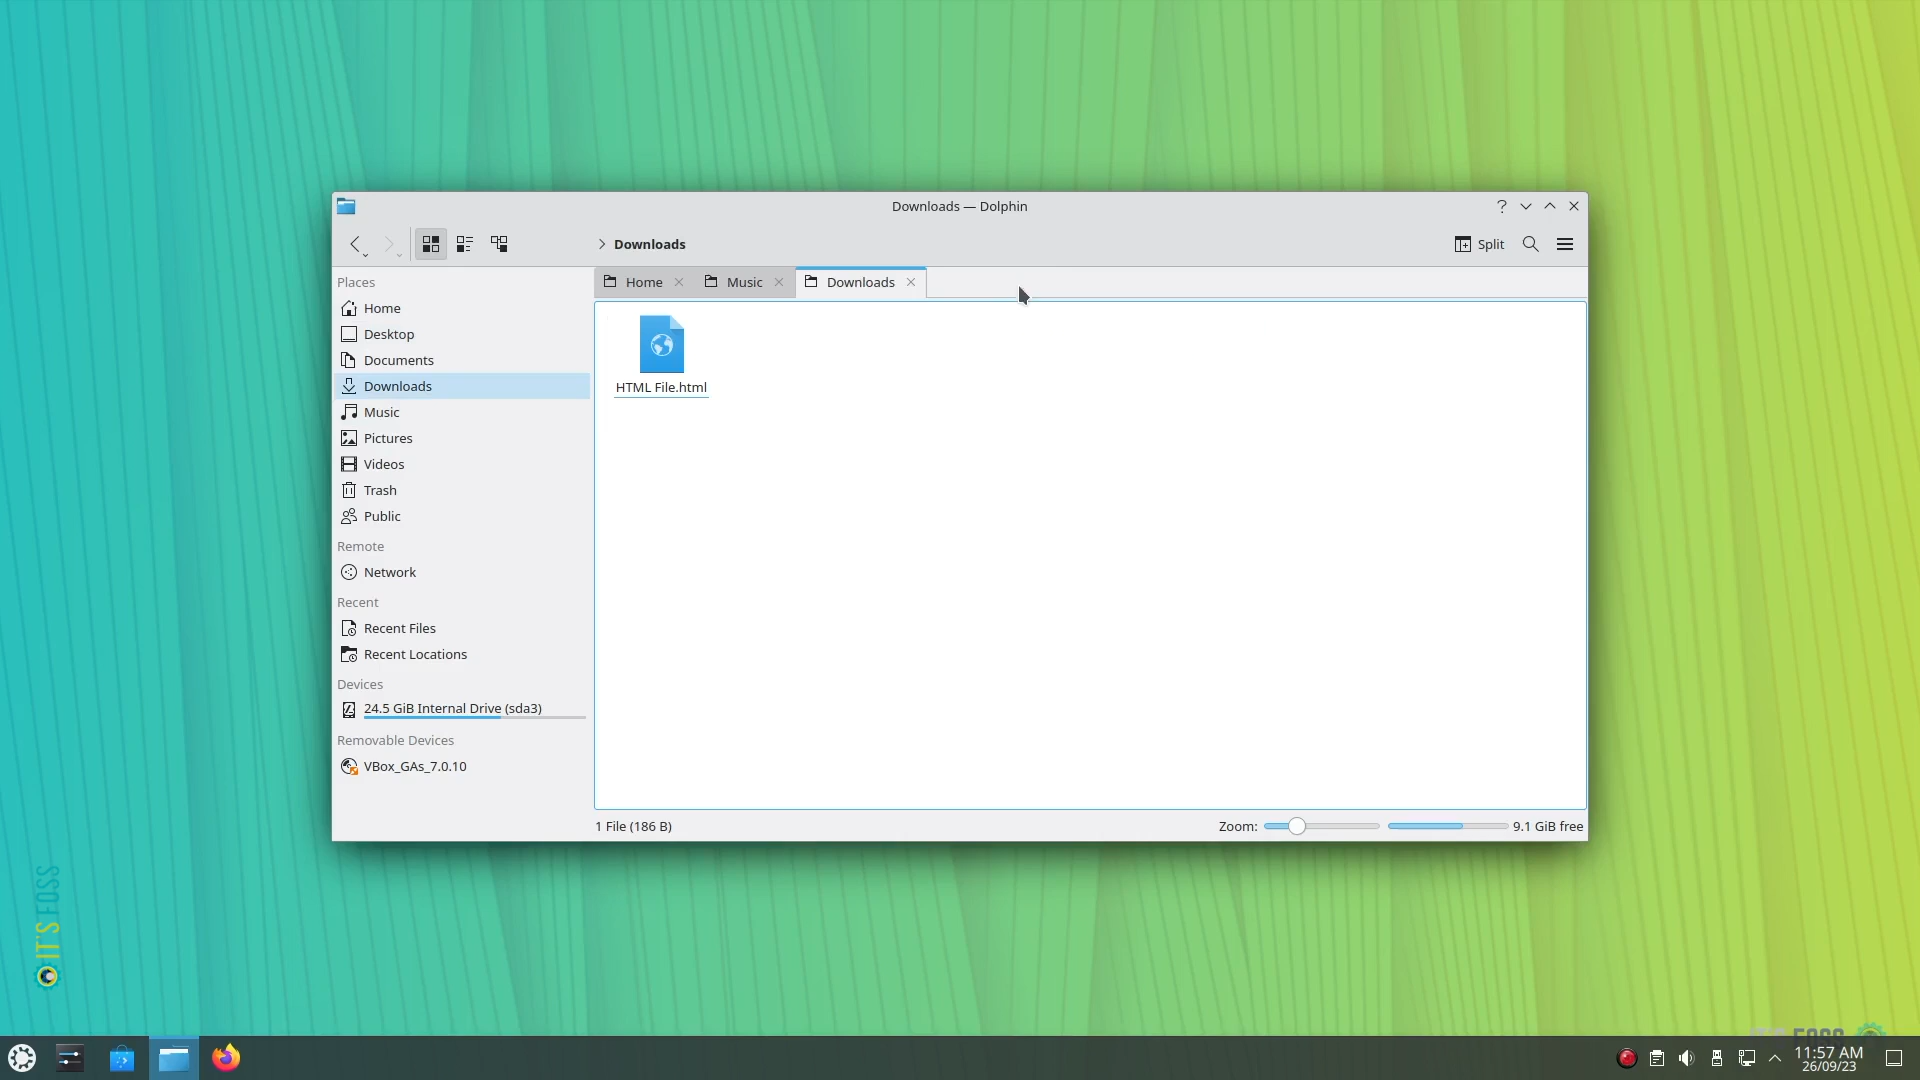 Downloads — Dolphin
Downloads
Split
Places
Home
Desktop
Documents
Downloads
Music
Pictures
Videos
Trash
Public
Remote
Network
Recent
Recent Files
Recent Locations
Devices
24.5 GiB Internal Drive (sda3)
Removable Devices
VBox_GAs_7.0.10
Home
Music
Downloads
HTML File.html
1 File (186 B)
Zoom:
9.1 GiB free
IT'S FOSS
FOSS
11:57 AM
26/09/23